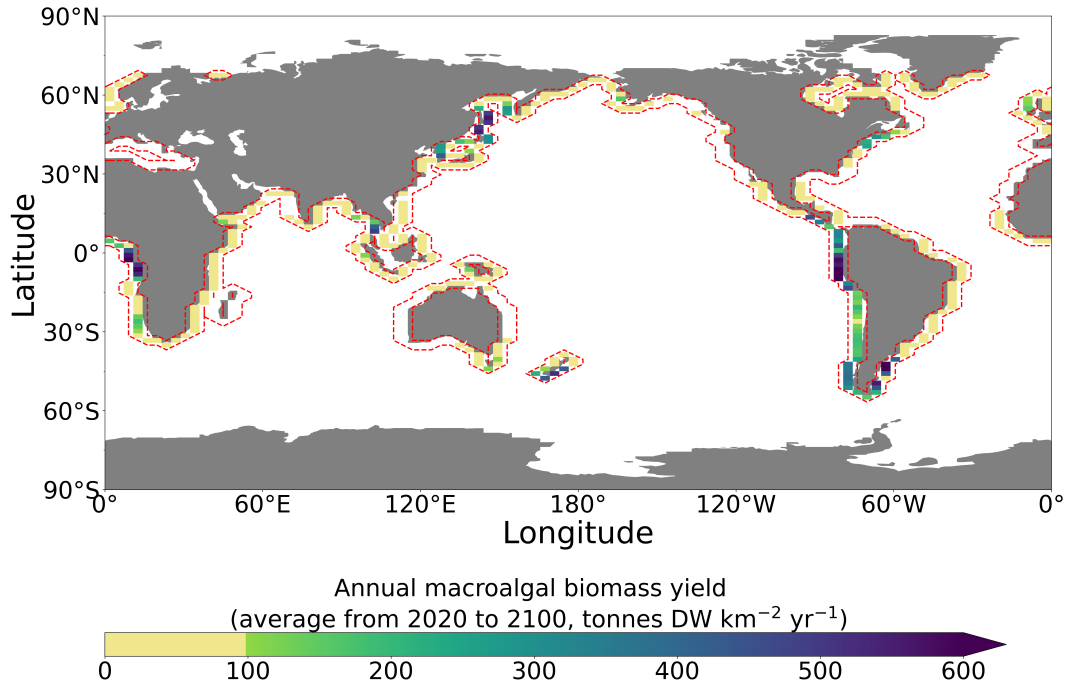 90°N
60°N
30°N
0°
30°S
60°S
90°S
Latitude
0° 60°E 120°E 180° 120°W 60°W 0°
Longitude
Annual macroalgal biomass yield
(average from 2020 to 2100, tonnes DW km⁻² yr⁻¹)
0 100 200 300 400 500 600